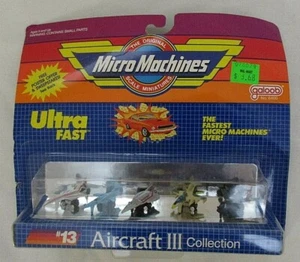 THE ORIGINAL
Micro Machines
SCALE MINIATURES
galoob
Ultra
FAST
THE FASTEST
MICRO MACHINES
EVER!
#13 Aircraft III Collection